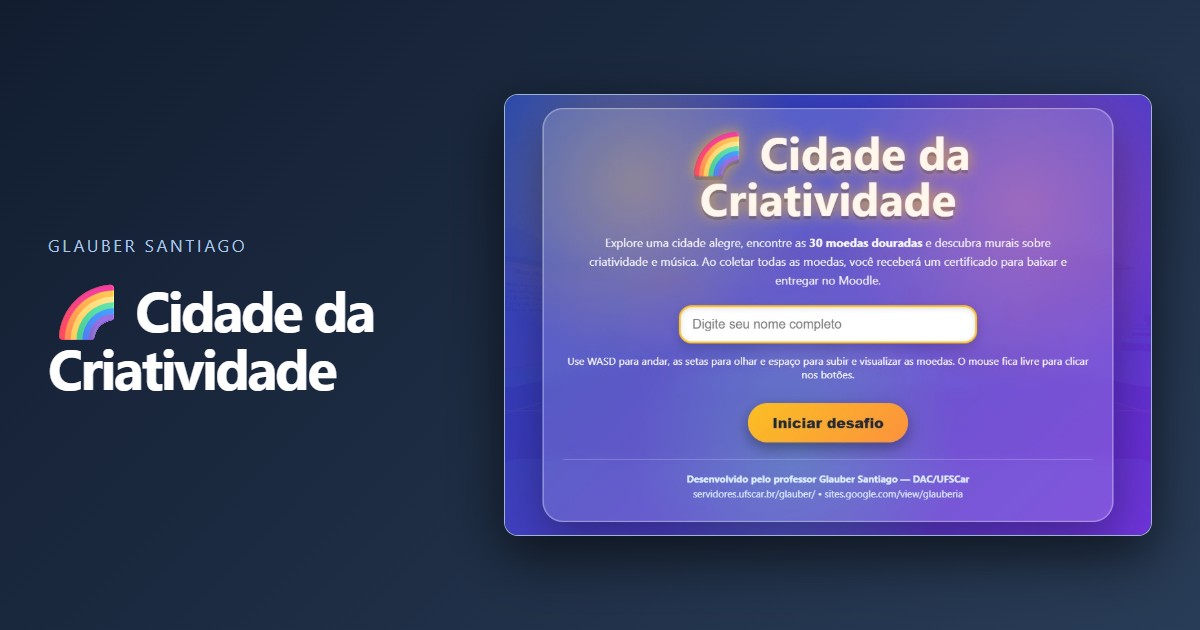 GLAUBER SANTIAGO
🌈 Cidade da
Criatividade
🌈 Cidade da
Criatividade
Explore uma cidade alegre, encontre as 30 moedas douradas e descubra murais sobre
criatividade e música. Ao coletar todas as moedas, você receberá um certificado para baixar e
entregar no Moodle.
Digite seu nome completo
Use WASD para andar, as setas para olhar e espaço para subir e visualizar as moedas. O mouse fica livre para clicar
nos botões.
Iniciar desafio
Desenvolvido pelo professor Glauber Santiago — DAC/UFSCar
servidores.ufscar.br/glauber/ • sites.google.com/view/glauberia